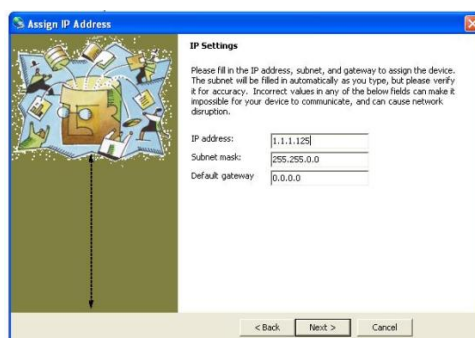 Assign IP Address
IP Settings
Please fill in the IP address, subnet, and gateway to assign the device.
The subnet will be filled in automatically as you type, but please verify
it for accuracy. Incorrect values in any of the below fields can make it
impossible for your device to communicate, and can cause network
disruption.
IP address: 1.1.1.125
Subnet mask: 255.255.0.0
Default gateway 0.0.0.0
< Back Next > Cancel